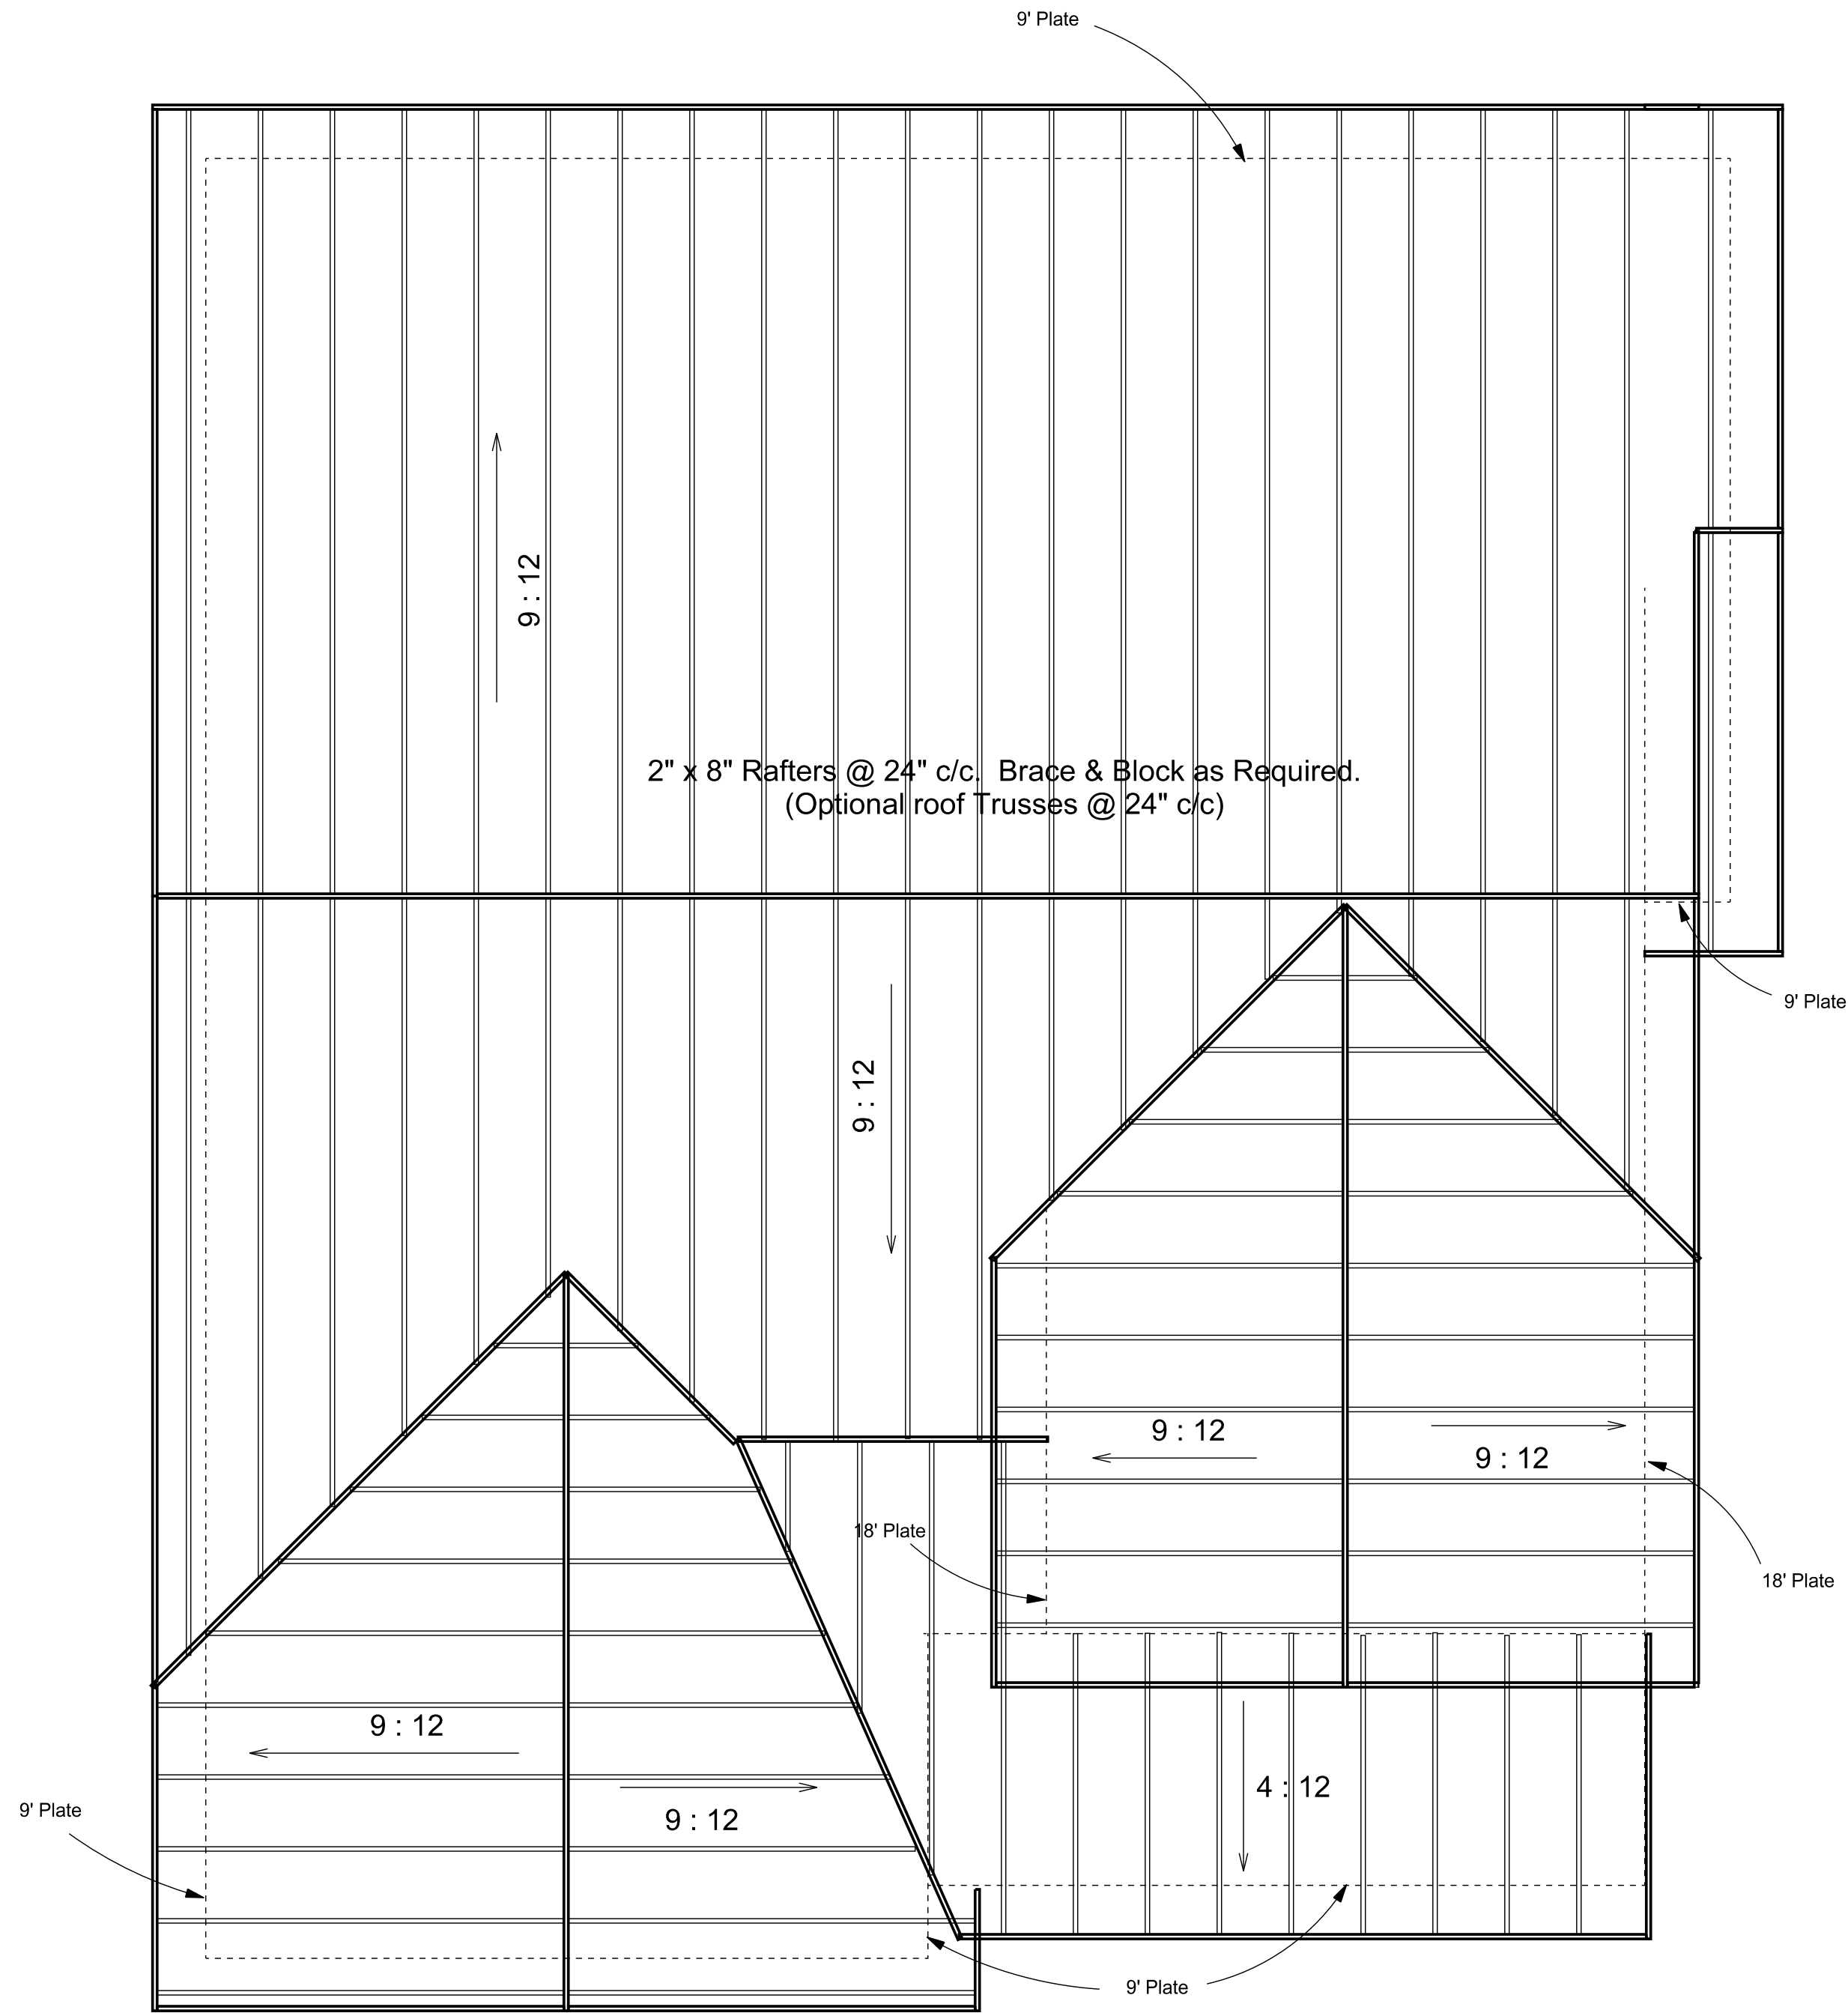 9' Plate
9 : 12
2" x 8" Rafters @ 24" c/c.  Brace & Block as Required.
(Optional roof Trusses @ 24" c/c)
9' Plate
9 : 12
9 : 12
9 : 12
18' Plate
18' Plate
9 : 12
4 : 12
9' Plate
9 : 12
9' Plate